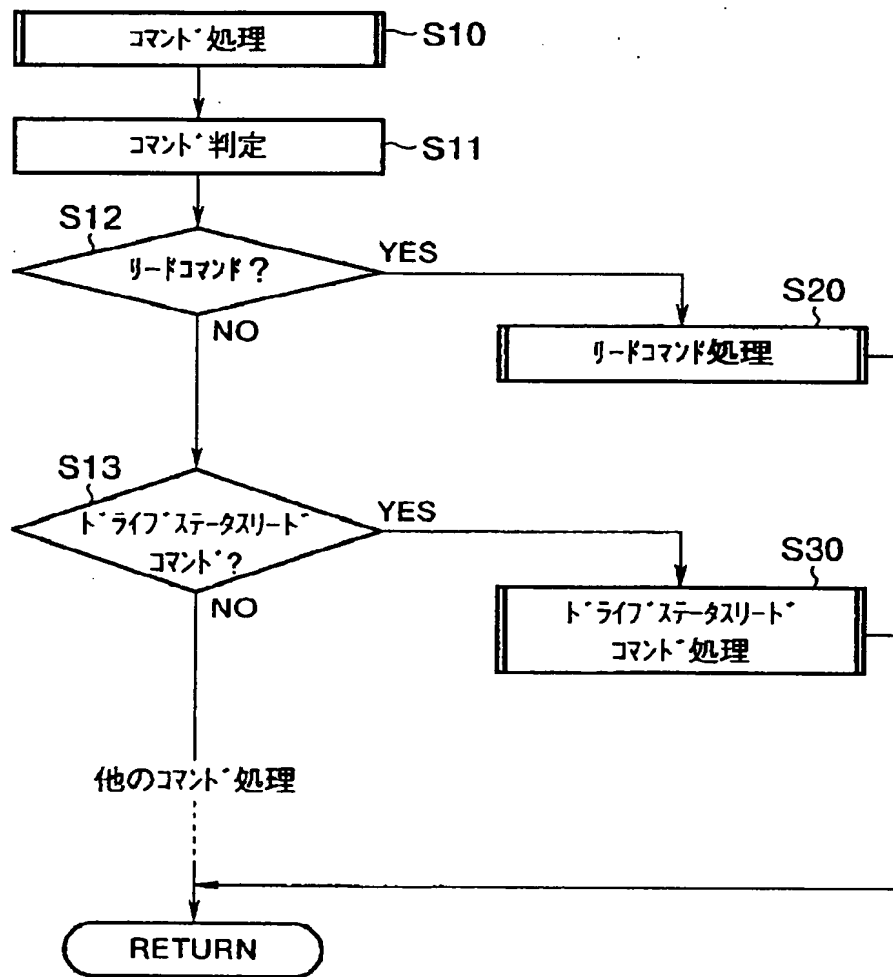 コマンド処理
S10
コマンド判定
S11
S12
リードコマンド?
YES
NO
S20
リードコマンド処理
S13
ドライブステータスリード
コマンド?
YES
NO
S30
ドライブステータスリード
コマンド処理
他のコマンド処理
RETURN